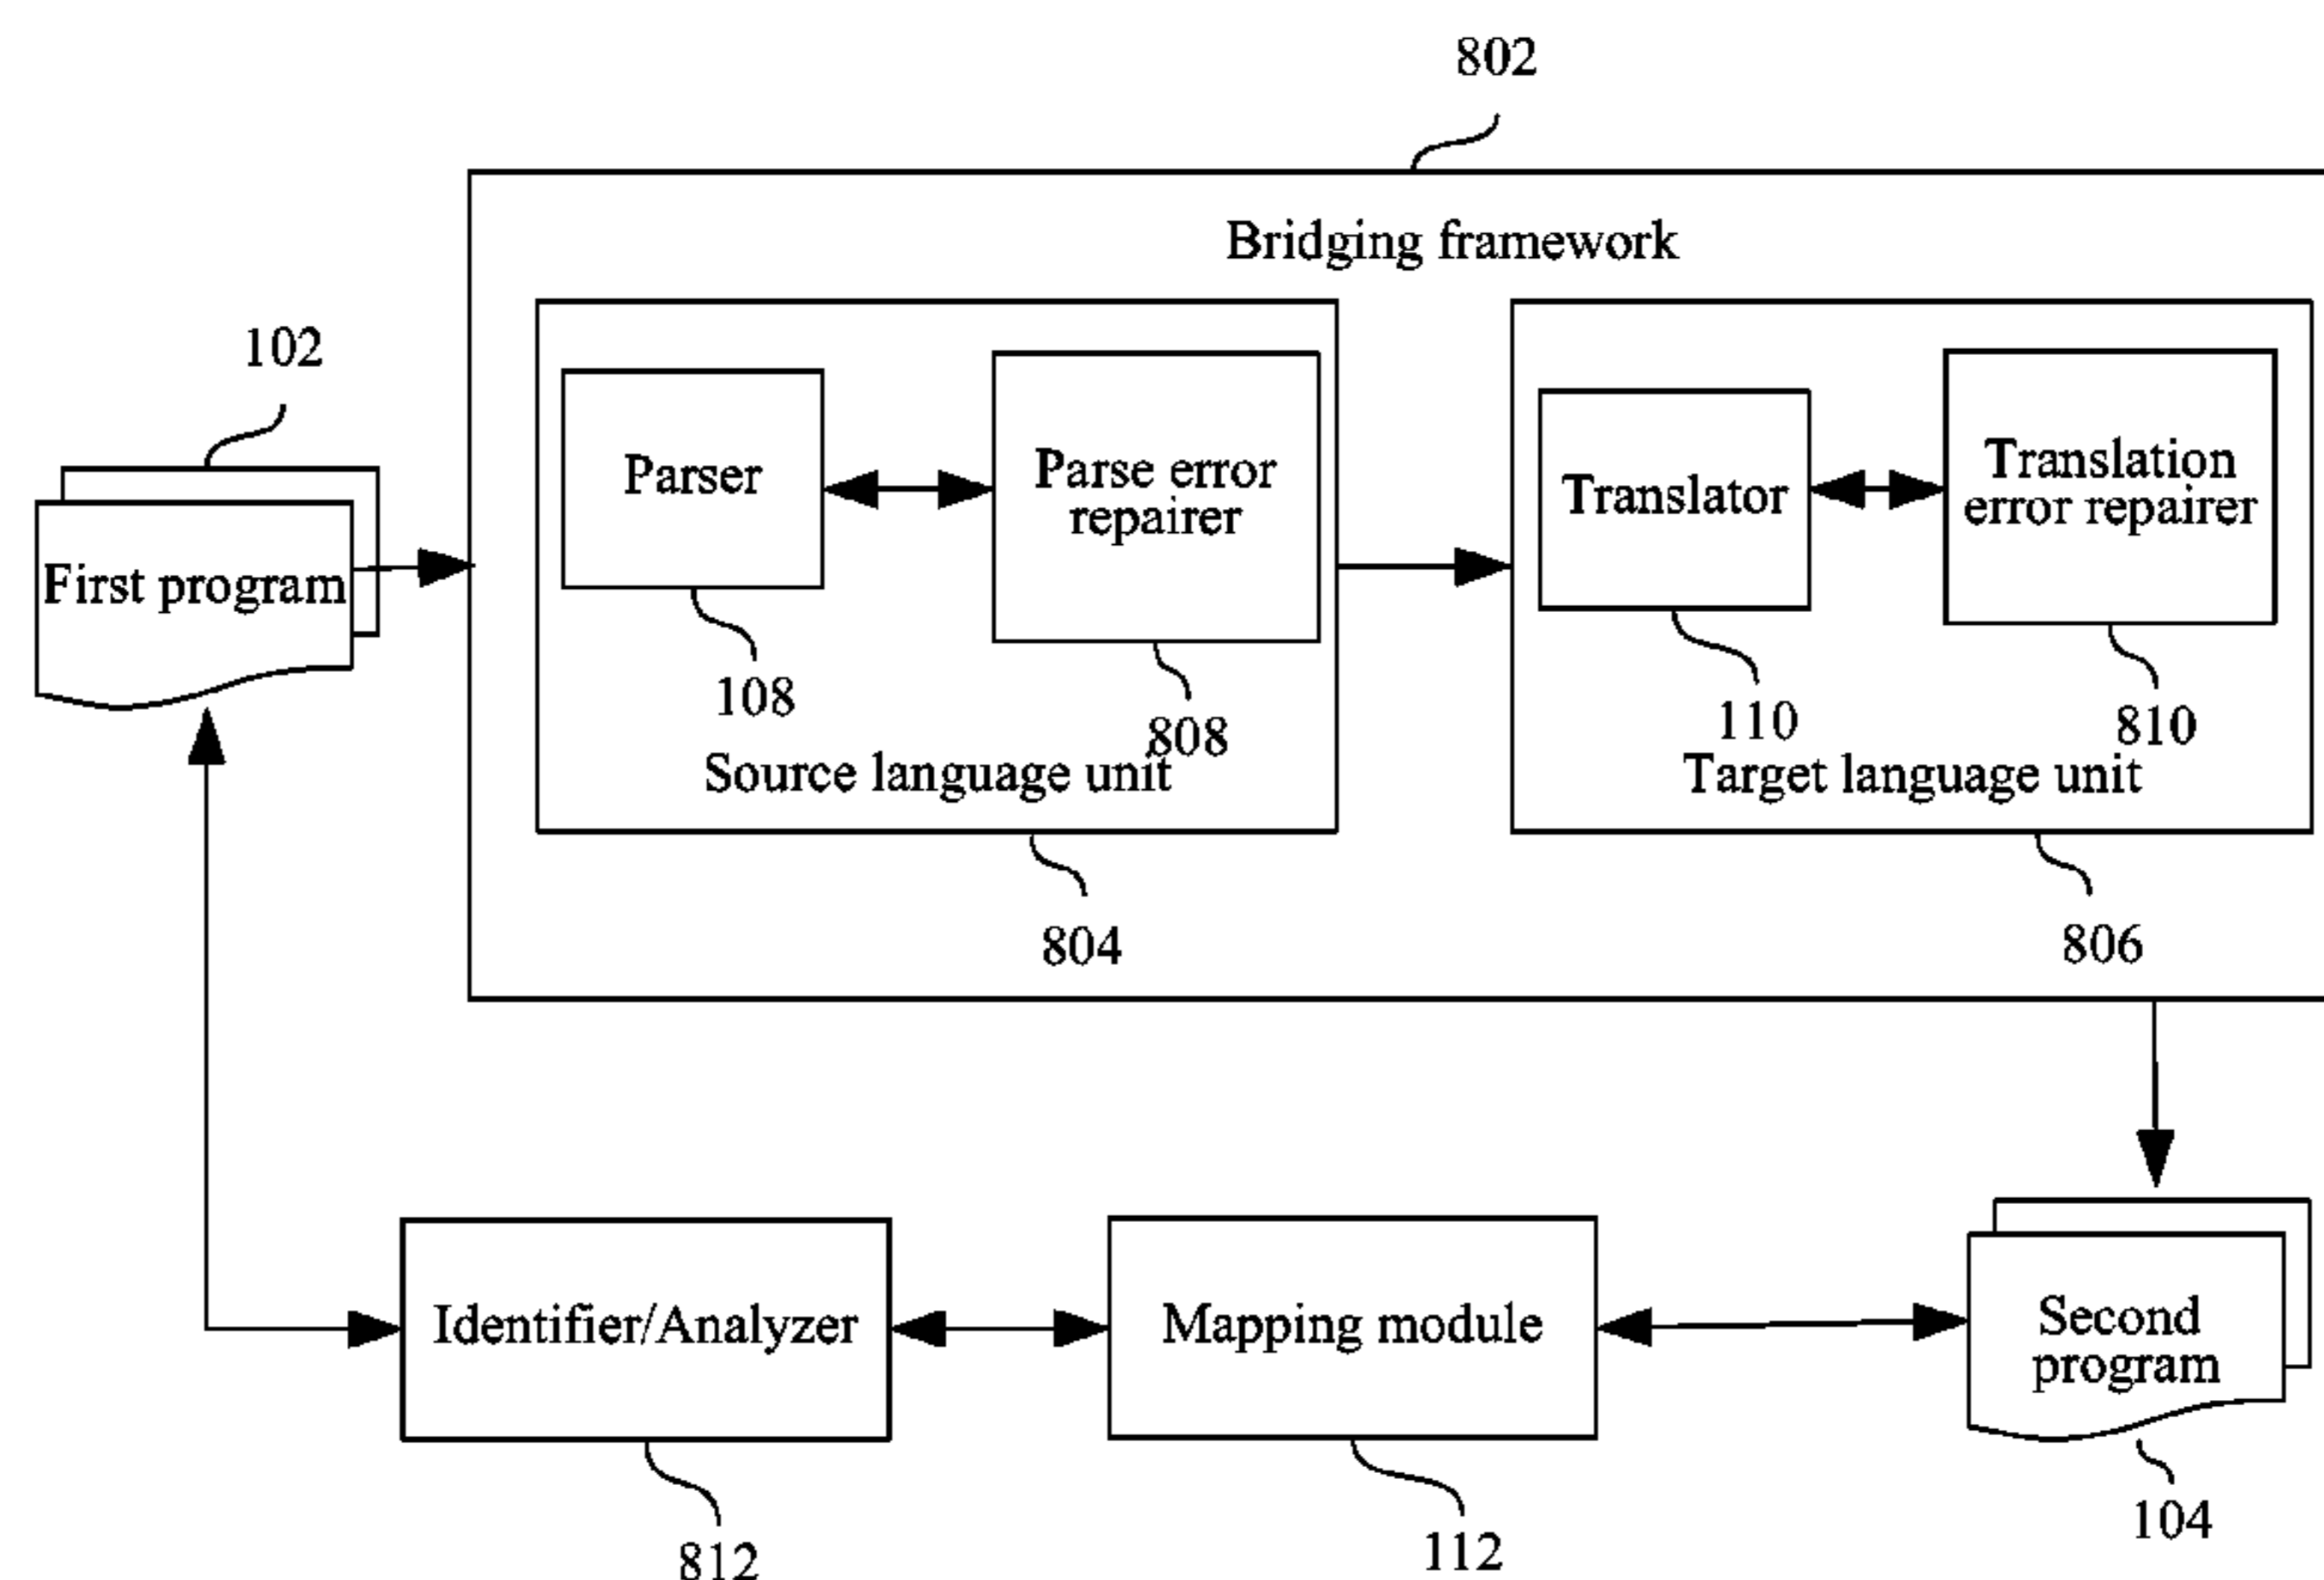 802
Bridging framework
102
First program
Parser
Parse error
repairer
Translator
Translation
error repairer
108
808
110
810
Source language unit
Target language unit
804
806
Identifier/Analyzer
Mapping module
Second
program
812
112
104